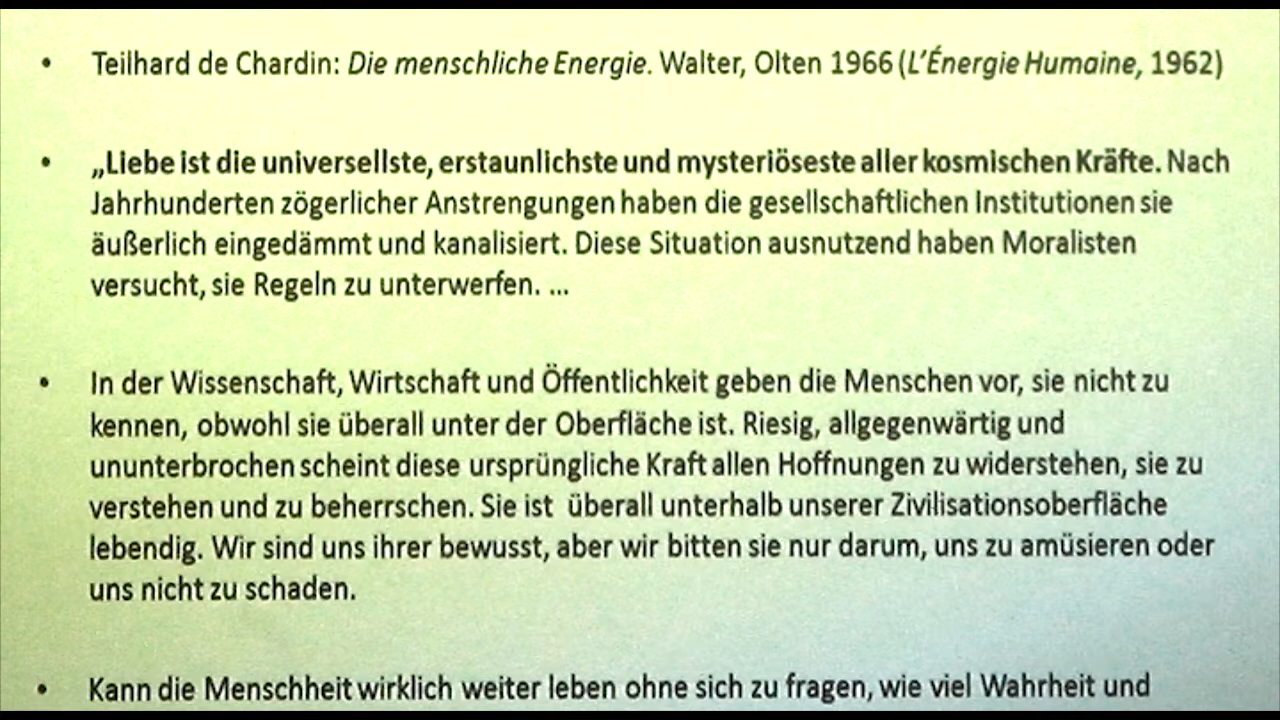 • Teilhard de Chardin: Die menschliche Energie. Walter, Olten 1966 (L’Énergie Humaine, 1962)
• „Liebe ist die universellste, erstaunlichste und mysteriöseste aller kosmischen Kräfte. Nach
Jahrhunderten zögerlicher Anstrengungen haben die gesellschaftlichen Institutionen sie
äußerlich eingedämmt und kanalisiert. Diese Situation ausnutzend haben Moralisten
versucht, sie Regeln zu unterwerfen. ...
• In der Wissenschaft, Wirtschaft und Öffentlichkeit geben die Menschen vor, sie nicht zu
kennen, obwohl sie überall unter der Oberfläche ist. Riesig, allgegenwärtig und
ununterbrochen scheint diese ursprüngliche Kraft allen Hoffnungen zu widerstehen, sie zu
verstehen und zu beherrschen. Sie ist überall unterhalb unserer Zivilisationsoberfläche
lebendig. Wir sind uns ihrer bewusst, aber wir bitten sie nur darum, uns zu amüsieren oder
uns nicht zu schaden.
• Kann die Menschheit wirklich weiter leben ohne sich zu fragen, wie viel Wahrheit und